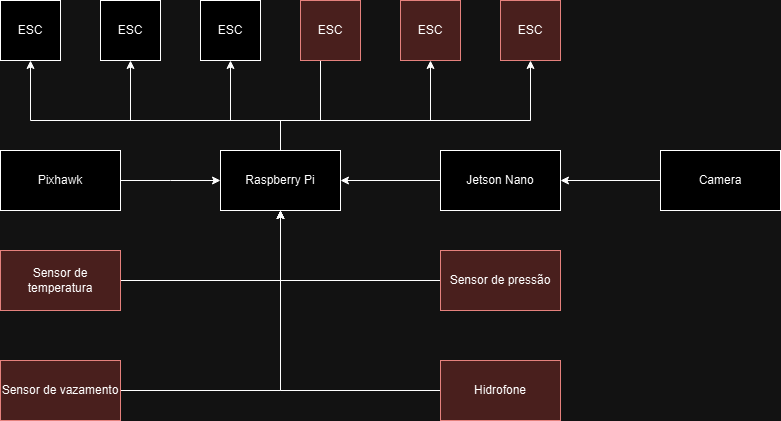 ESC
ESC
ESC
ESC
ESC
ESC
Pixhawk
Raspberry Pi
Jetson Nano
Camera
Sensor de
temperatura
Sensor de pressão
Sensor de vazamento
Hidrofone